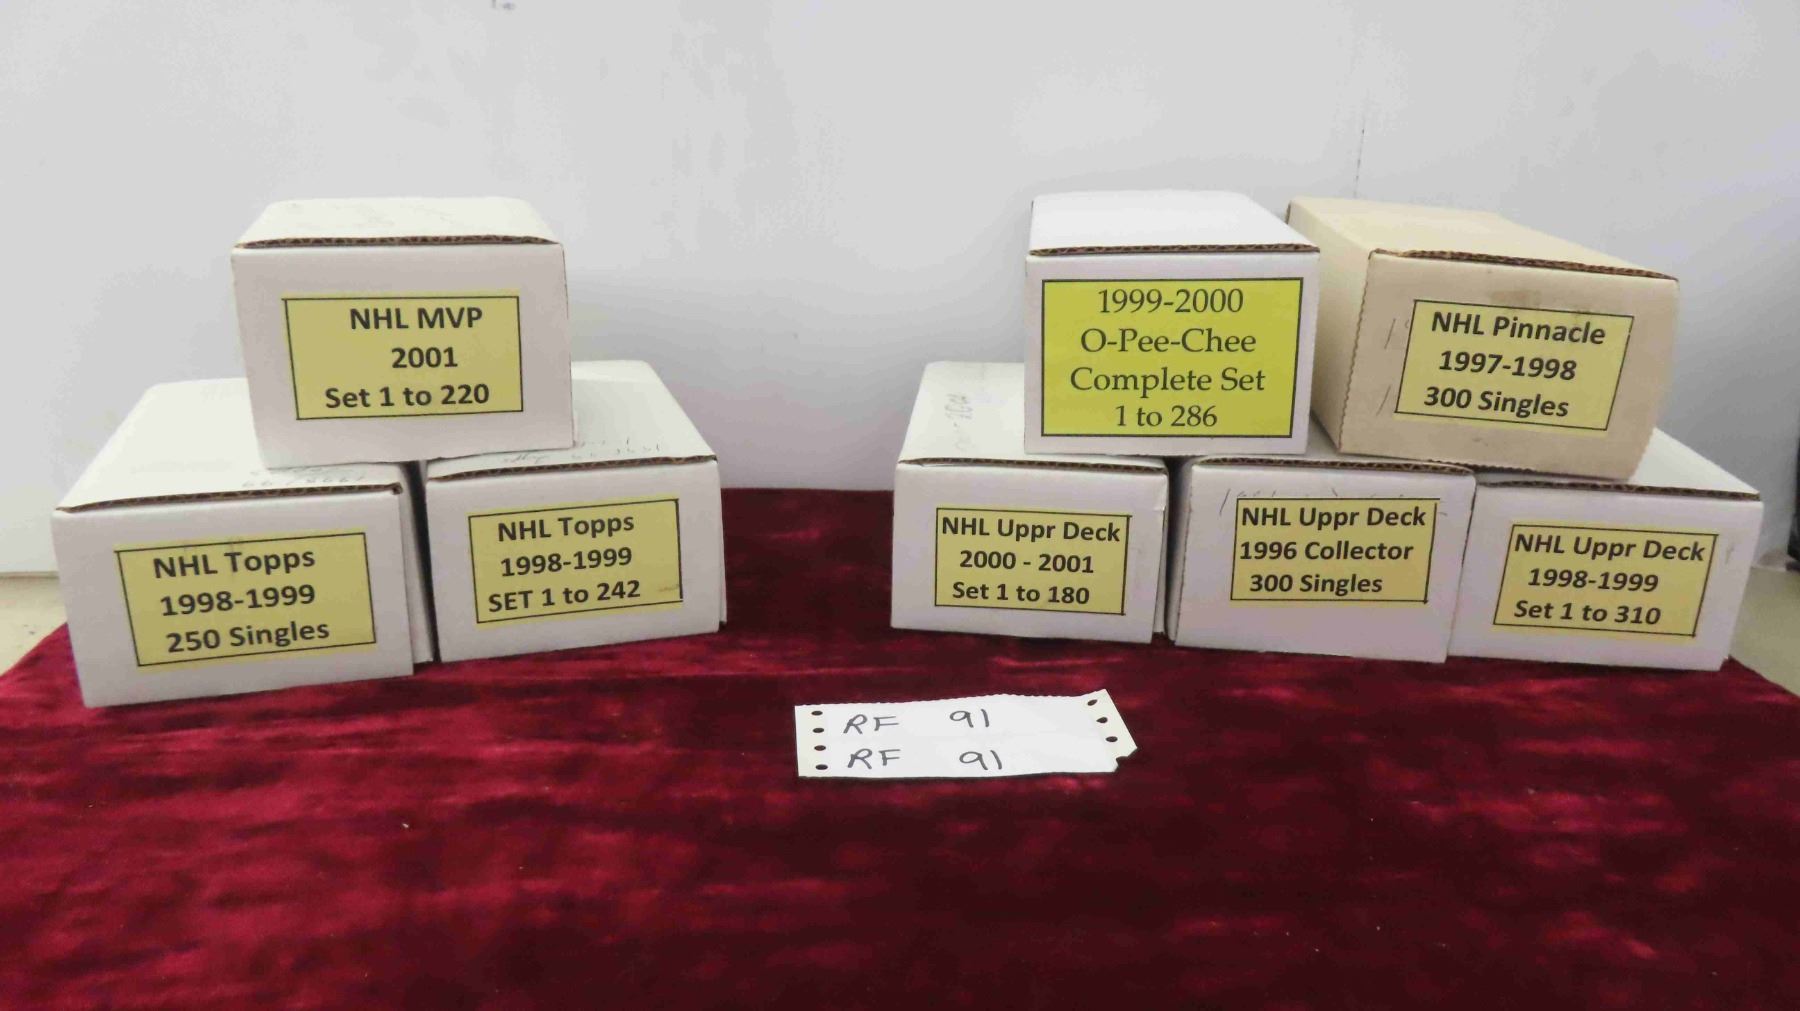 NHL MVP
2001
Set 1 to 220
1999-2000
O-Pee-Chee
Complete Set
1 to 286
NHL Pinnacle
1997-1998
300 Singles
NHL Topps
1998-1999
250 Singles
NHL Topps
1998-1999
SET 1 to 242
NHL Uppr Deck
2000 - 2001
Set 1 to 180
NHL Uppr Deck
1996 Collector
300 Singles
NHL Uppr Deck
1998-1999
Set 1 to 310
RF 91
RF 91